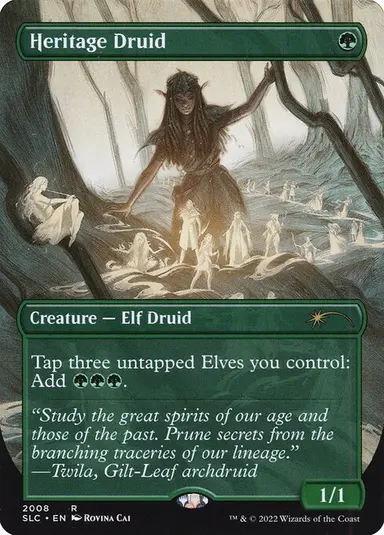 Heritage Druid
Creature — Elf Druid
Tap three untapped Elves you control:
Add
“Study the great spirits of our age and
those of the past. Prune secrets from the
branching traceries of our lineage.”
—Twila, Gilt-Leaf archdruid
1/1
2008 R
SLC • EN Rovina Cai
™ & © 2022 Wizards of the Coast